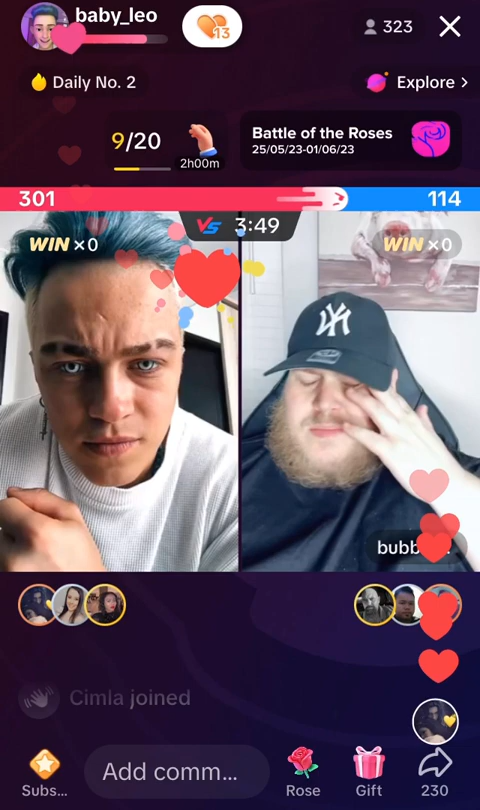 baby_leo
13
323
Daily No. 2
Explore >
9/20
2h00m
Battle of the Roses
25/05/23-01/06/23
301
114
VS 3:49
WIN ×0
WIN ×0
NY
Cimla joined
Subs...
Add comm...
Rose
Gift
230